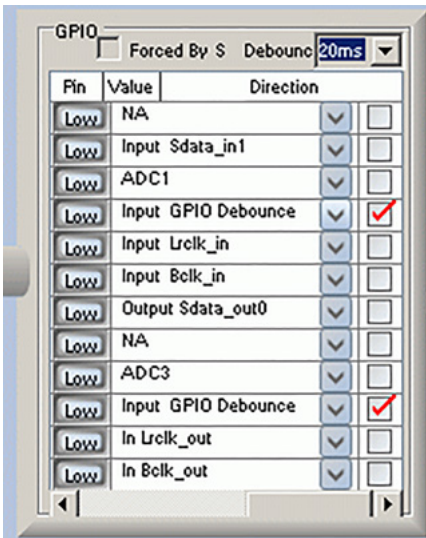 GPIO
Forced By S Debounc 20ms
Pin Value Direction
Low NA
Low Input Sdata_in1
Low ADC1
Low Input GPIO Debounce
Low Input Lrclk_in
Low Input Bclk_in
Low Output Sdata_out0
Low NA
Low ADC3
Low Input GPIO Debounce
Low In Lrclk_out
Low In Bclk_out